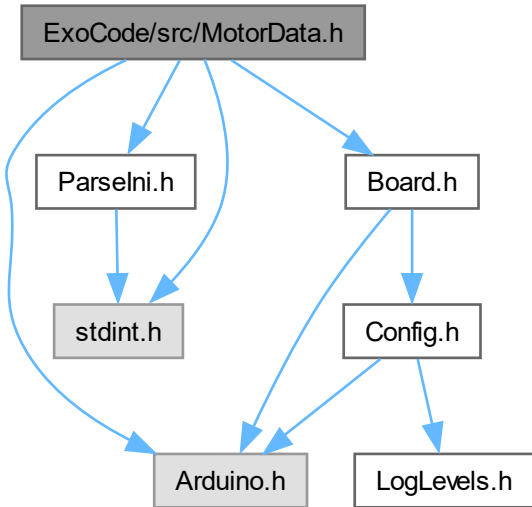 ExoCode/src/MotorData.h
ParseIni.h
Board.h
stdint.h
Config.h
Arduino.h
LogLevels.h